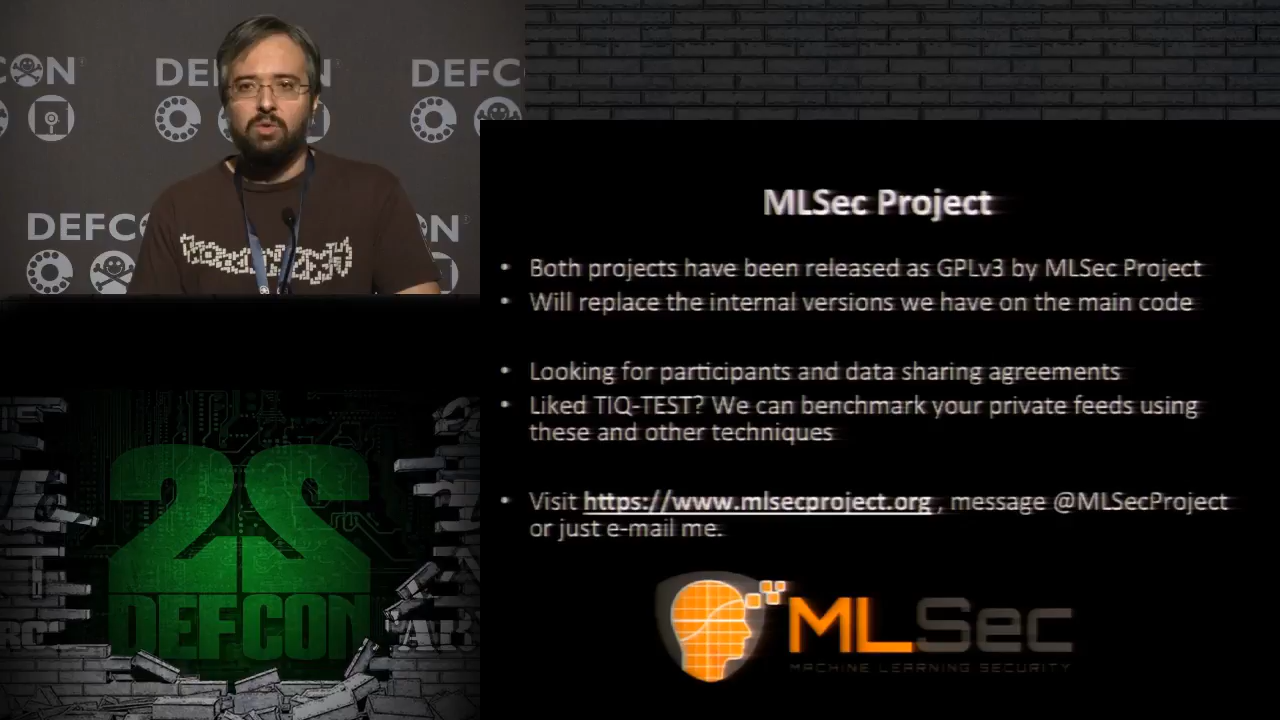 DEFCON
DEFC
DEFC
MLSec Project
• Both projects have been released as GPLv3 by MLSec Project
• Will replace the internal versions we have on the main code
• Looking for participants and data sharing agreements
• Liked TIQ-TEST? We can benchmark your private feeds using
these and other techniques
• Visit https://www.mlsecproject.org , message @MLSecProject
or just e-mail me.
MLSec
MACHINE LEARNING SECURITY
22
DEFCON